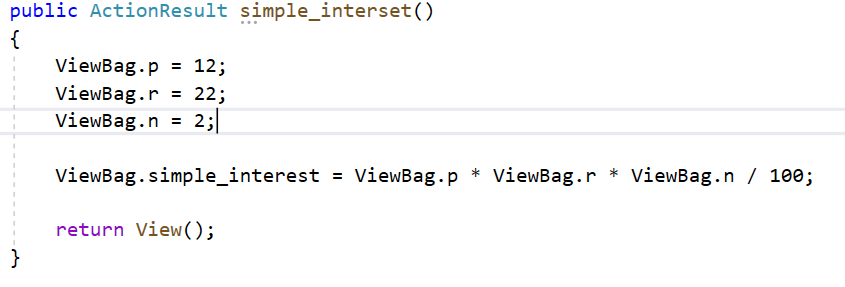 public ActionResult simple_interset()
{
ViewBag.p = 12;
ViewBag.r = 22;
ViewBag.n = 2;
ViewBag.simple_interest = ViewBag.p * ViewBag.r * ViewBag.n / 100;
return View();
}